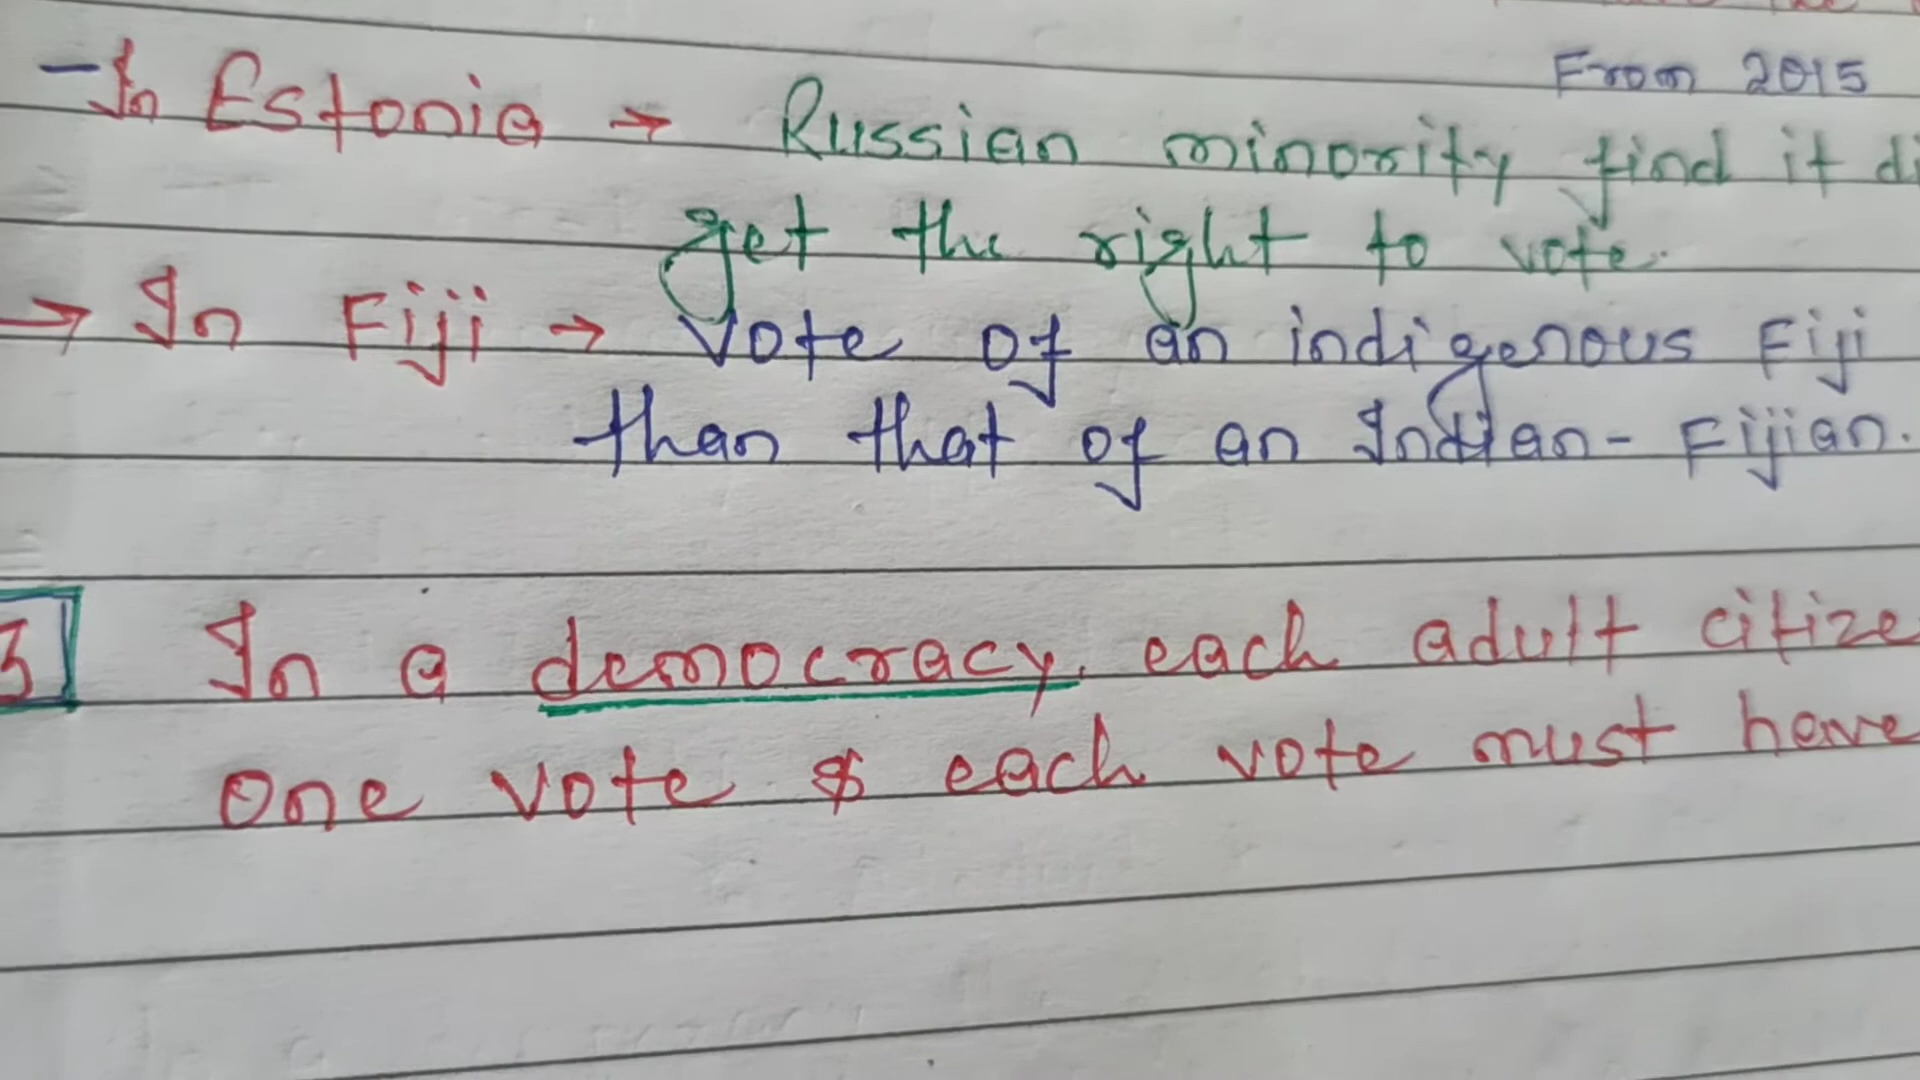 From 2015
- In Estonia → Russian minority find it di
get the right to vote.
→ In Fiji → Vote of an indigenous Fiji
than that of an Indian - Fijian.
3 In a democracy, each adult citize
one vote & each vote must have